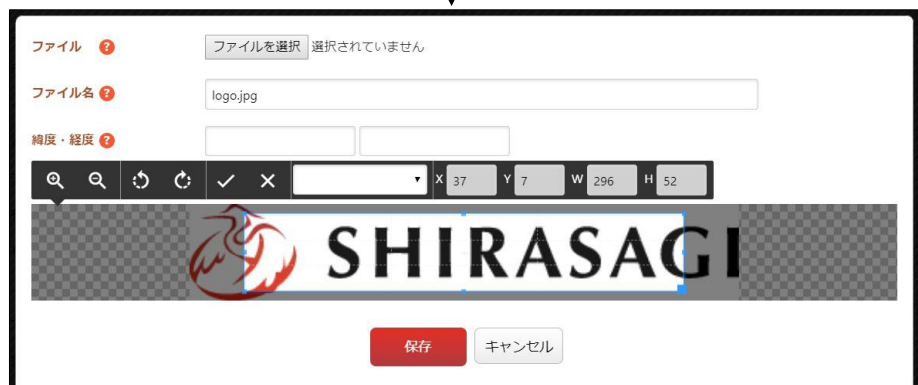 ファイル ?
ファイルを選択 選択されていません
ファイル名 ?
logo.jpg
緯度・経度 ?
X 37 Y 7 W 296 H 52
SHIRASAGI
保存 キャンセル